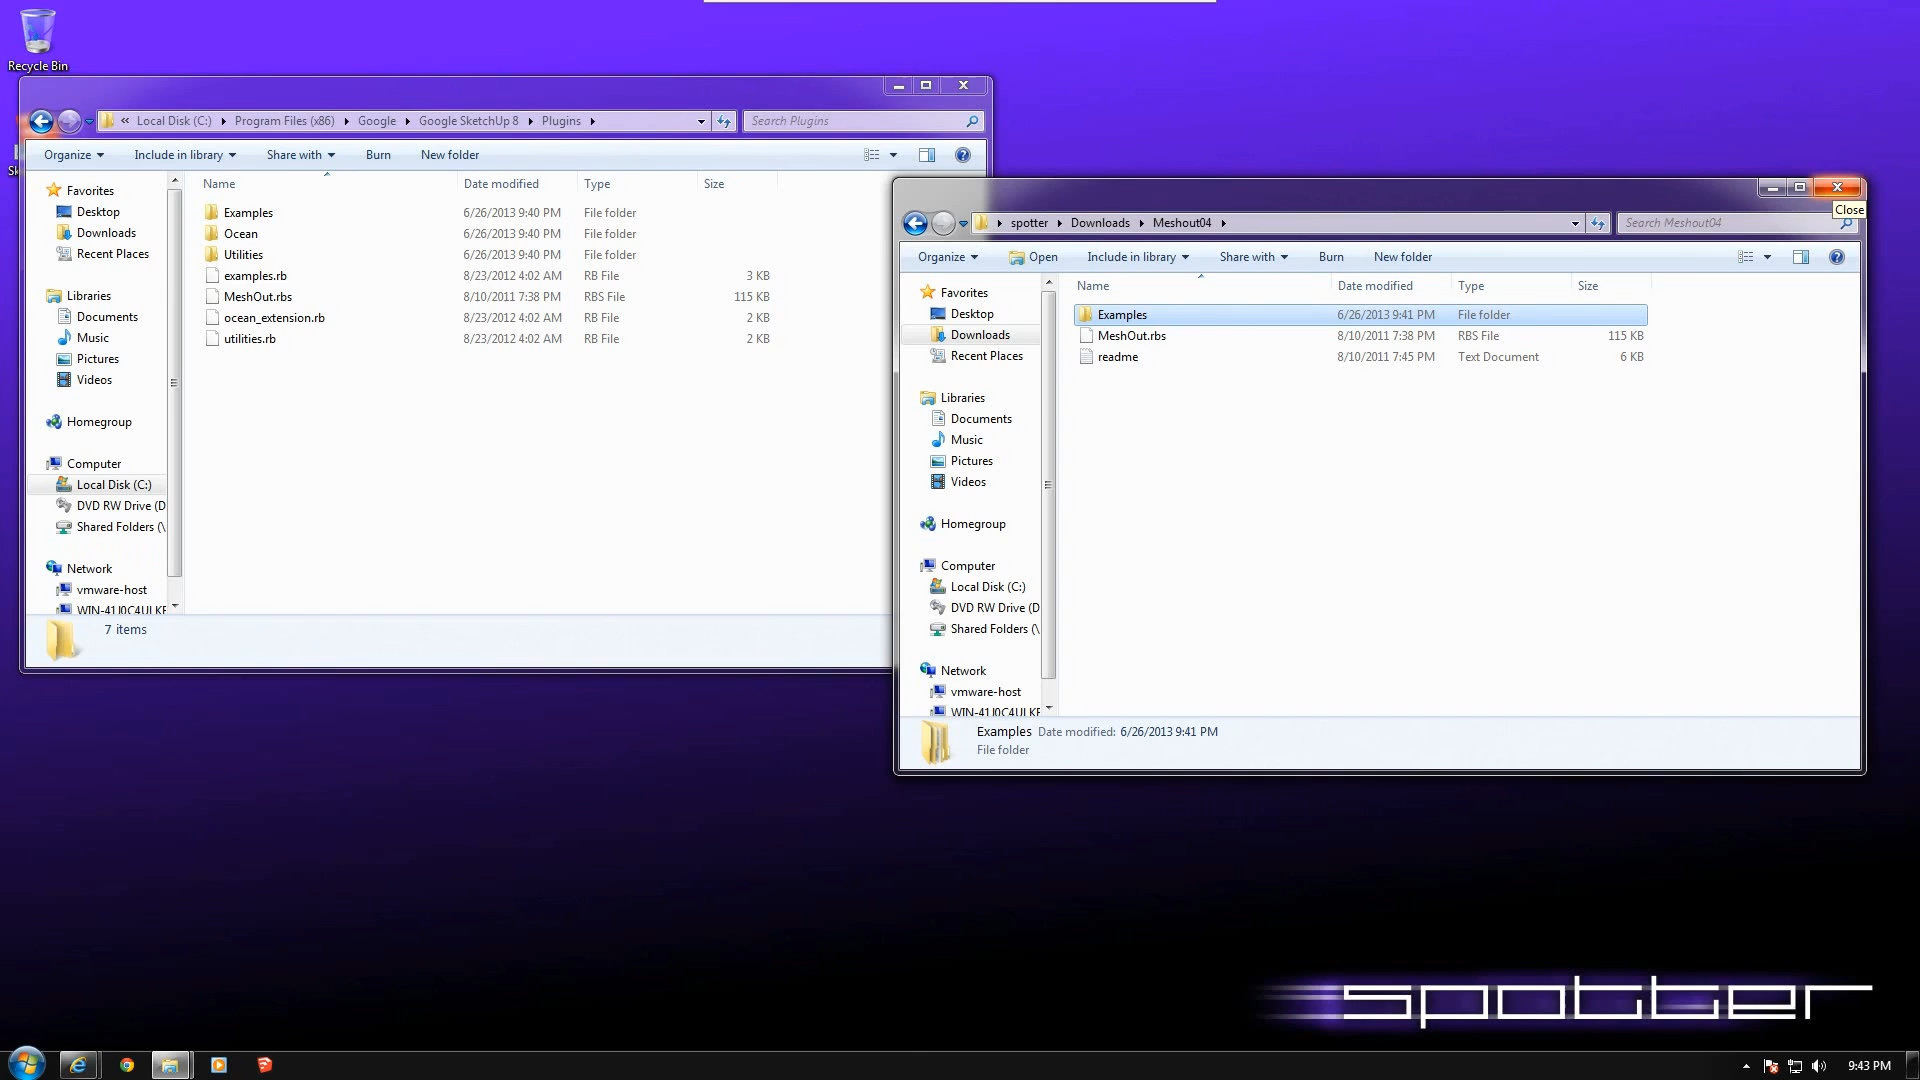 Recycle Bin
Sk
Local Disk (C:) Program Files (x86) Google Google SketchUp 8 Plugins
Search Plugins
Organize Include in library Share with Burn New folder
Name Date modified Type Size
Favorites
Desktop
Downloads
Recent Places
Libraries
Documents
Music
Pictures
Videos
Homegroup
Computer
Local Disk (C:)
DVD RW Drive (D
Shared Folders (\
Network
vmware-host
WIN-41J0C4ULKF
Examples 6/26/2013 9:40 PM File folder
Ocean 6/26/2013 9:40 PM File folder
Utilities 6/26/2013 9:40 PM File folder
examples.rb 8/23/2012 4:02 AM RB File 3 KB
MeshOut.rbs 8/10/2011 7:38 PM RBS File 115 KB
ocean_extension.rb 8/23/2012 4:02 AM RB File 2 KB
utilities.rb 8/23/2012 4:02 AM RB File 2 KB
7 items
Close
spotter Downloads Meshout04
Search Meshout04
Organize Open Include in library Share with Burn New folder
Name Date modified Type Size
Favorites
Desktop
Downloads
Recent Places
Libraries
Documents
Music
Pictures
Videos
Homegroup
Computer
Local Disk (C:)
DVD RW Drive (D
Shared Folders (\
Network
vmware-host
WIN-41J0C4ULKF
Examples 6/26/2013 9:41 PM File folder
MeshOut.rbs 8/10/2011 7:38 PM RBS File 115 KB
readme 8/10/2011 7:45 PM Text Document 6 KB
Examples Date modified: 6/26/2013 9:41 PM
File folder
spotter
9:43 PM